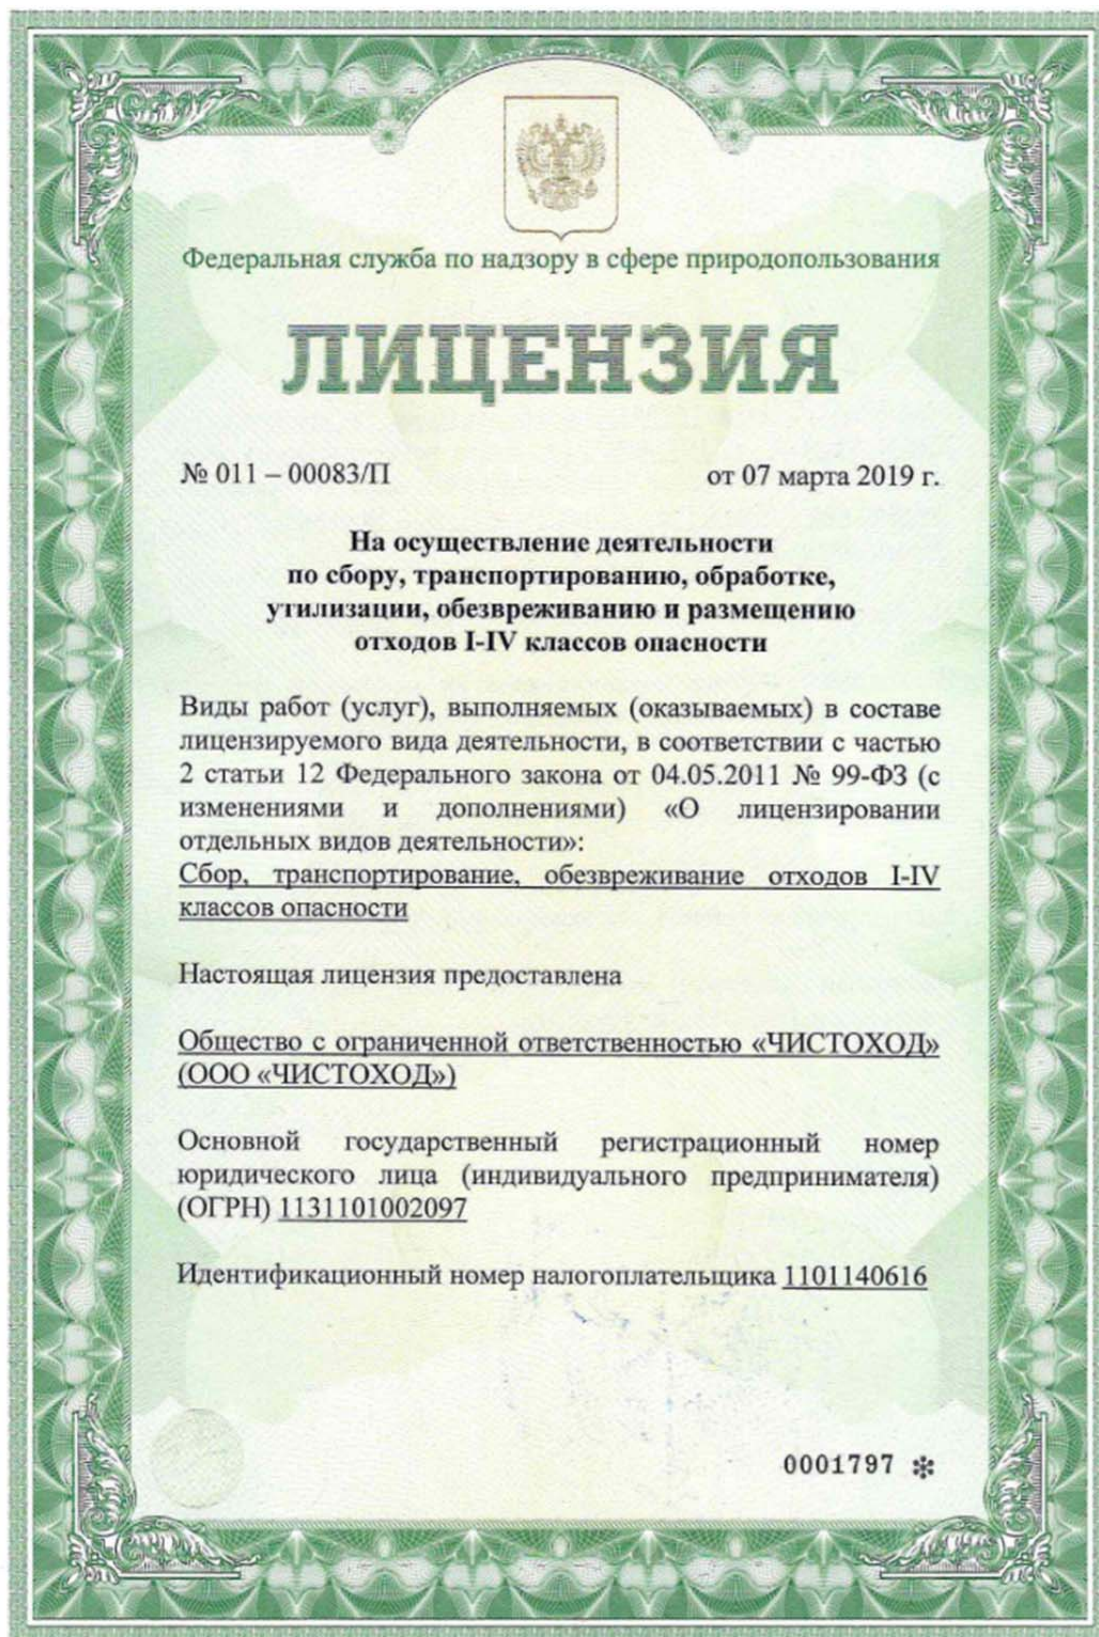 Федеральная служба по надзору в сфере природопользования
ЛИЦЕНЗИЯ
№ 011 – 00083/П от 07 марта 2019 г.
На осуществление деятельности
по сбору, транспортированию, обработке,
утилизации, обезвреживанию и размещению
отходов I-IV классов опасности
Виды работ (услуг), выполняемых (оказываемых) в составе
лицензируемого вида деятельности, в соответствии с частью
2 статьи 12 Федерального закона от 04.05.2011 № 99-ФЗ (с
изменениями и дополнениями) «О лицензировании
отдельных видов деятельности»:
Сбор, транспортирование, обезвреживание отходов I-IV
классов опасности
Настоящая лицензия предоставлена
Общество с ограниченной ответственностью «ЧИСТОХОД»
(ООО «ЧИСТОХОД»)
Основной государственный регистрационный номер
юридического лица (индивидуального предпринимателя)
(ОГРН) 1131101002097
Идентификационный номер налогоплательщика 1101140616
0001797 ✻